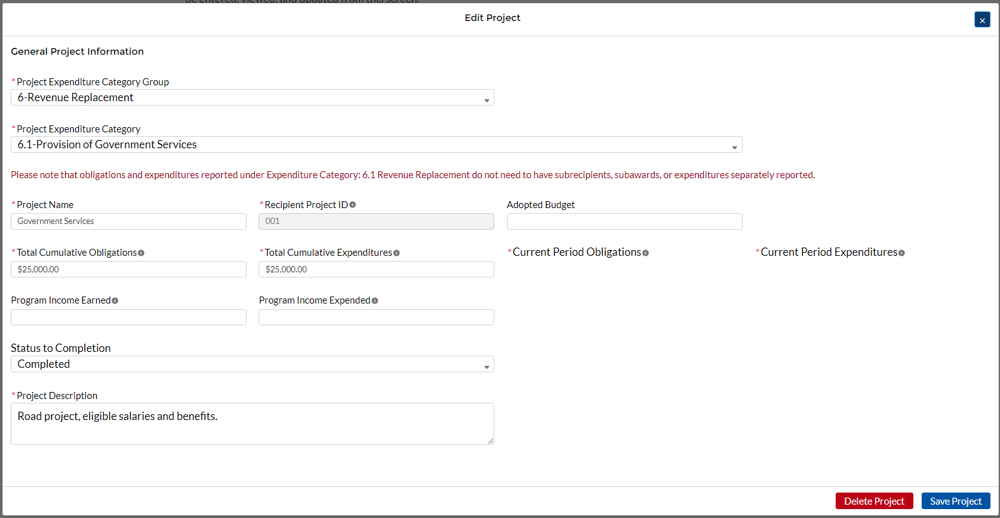 be entered, viewed, and updated from this screen.
Edit Project
×
General Project Information
*Project Expenditure Category Group
6-Revenue Replacement
*Project Expenditure Category
6.1-Provision of Government Services
Please note that obligations and expenditures reported under Expenditure Category: 6.1 Revenue Replacement do not need to have subrecipients, subawards, or expenditures separately reported.
*Project Name *Recipient Project ID Adopted Budget
Government Services 001
*Total Cumulative Obligations *Total Cumulative Expenditures *Current Period Obligations *Current Period Expenditures
$25,000.00 $25,000.00
Program Income Earned Program Income Expended
Status to Completion
Completed
*Project Description
Road project, eligible salaries and benefits.
Delete Project Save Project